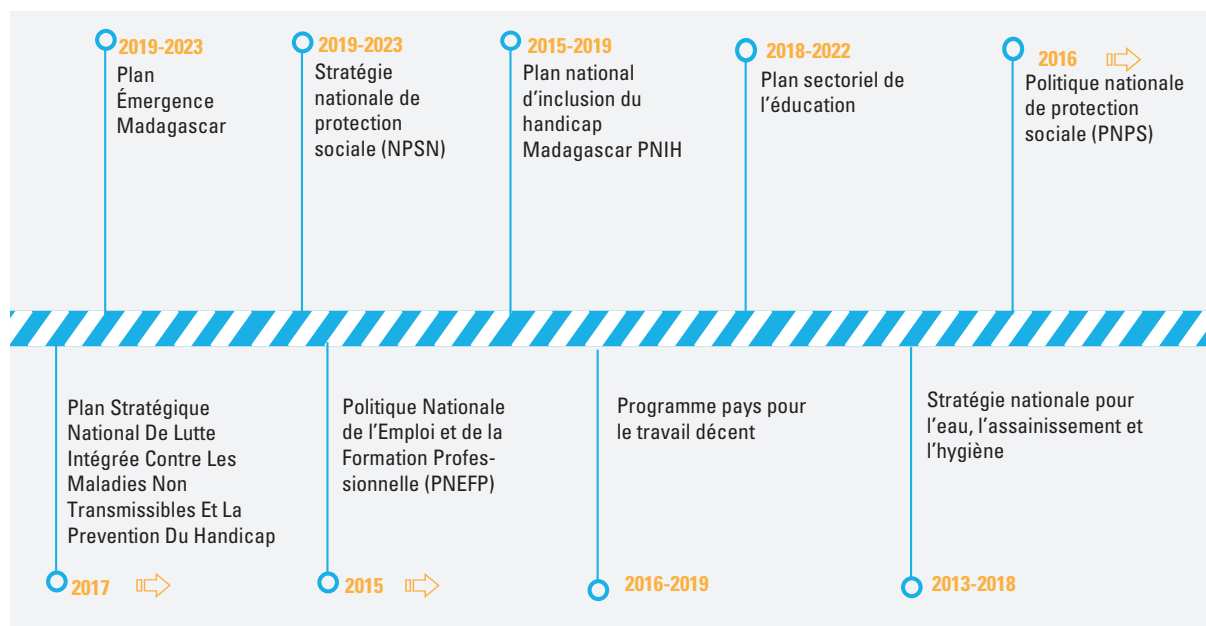 2019-2023
Plan
Émergence
Madagascar
2019-2023
Stratégie
nationale de
protection
sociale (NPSN)
2015-2019
Plan national
d'inclusion du
handicap
Madagascar PNIH
2018-2022
Plan sectoriel de
l'éducation
2016
Politique nationale
de protection
sociale (PNPS)
Plan Stratégique
National De Lutte
Intégrée Contre Les
Maladies Non
Transmissibles Et La
Prevention Du Handicap
2017
Politique Nationale
de l'Emploi et de la
Formation Profes-
sionnelle (PNEFP)
2015
Programme pays pour
le travail décent
2016-2019
Stratégie nationale pour
l'eau, l'assainissement et
l'hygiène
2013-2018